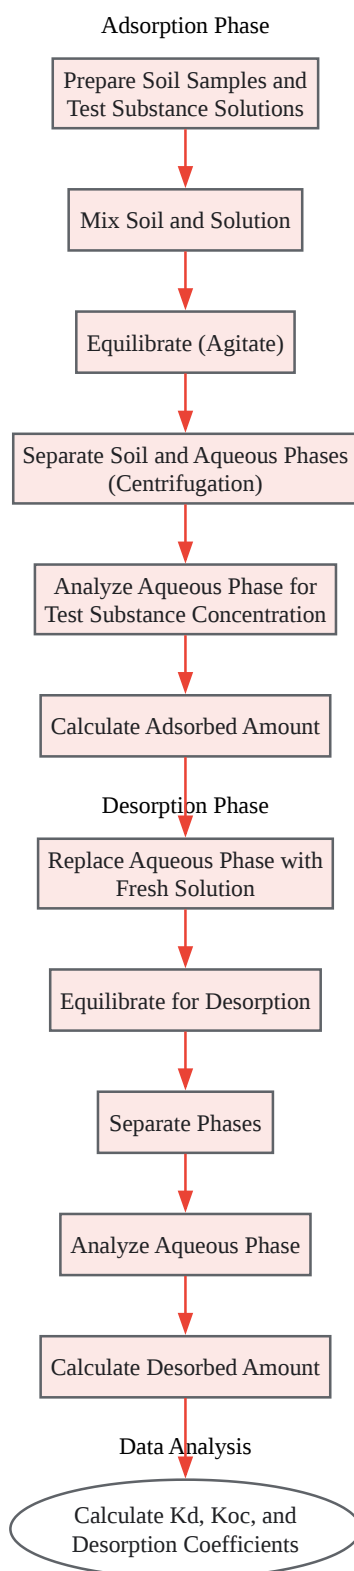 Adsorption Phase
Prepare Soil Samples and
Test Substance Solutions
Mix Soil and Solution
Equilibrate (Agitate)
Separate Soil and Aqueous Phases
(Centrifugation)
Analyze Aqueous Phase for
Test Substance Concentration
Calculate Adsorbed Amount
Desorption Phase
Replace Aqueous Phase with
Fresh Solution
Equilibrate for Desorption
Separate Phases
Analyze Aqueous Phase
Calculate Desorbed Amount
Data Analysis
Calculate Kd, Koc, and
Desorption Coefficients